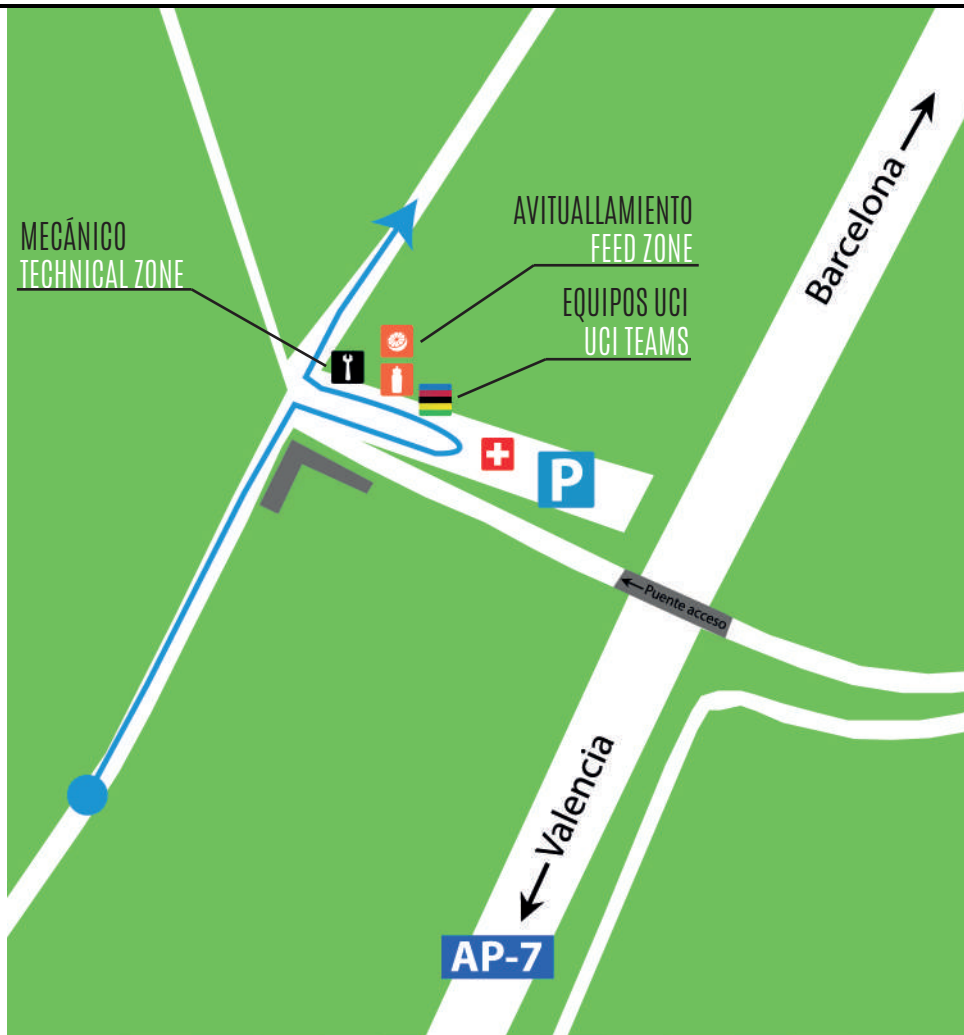 AVITUALLAMIENTO
FEED ZONE
MECÁNICO
TECHNICAL ZONE
EQUIPOS UCI
UCI TEAMS
Barcelona
P
Puente acceso
Valencia
AP-7